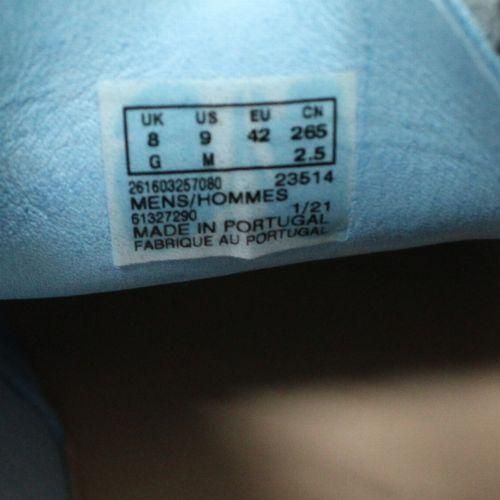 UK US EU CN
8 9 42 265
G M 2.5
261603257080 23514
MENS/HOMMES
61327290 1/21
MADE IN PORTUGAL
FABRIQUE AU PORTUGAL